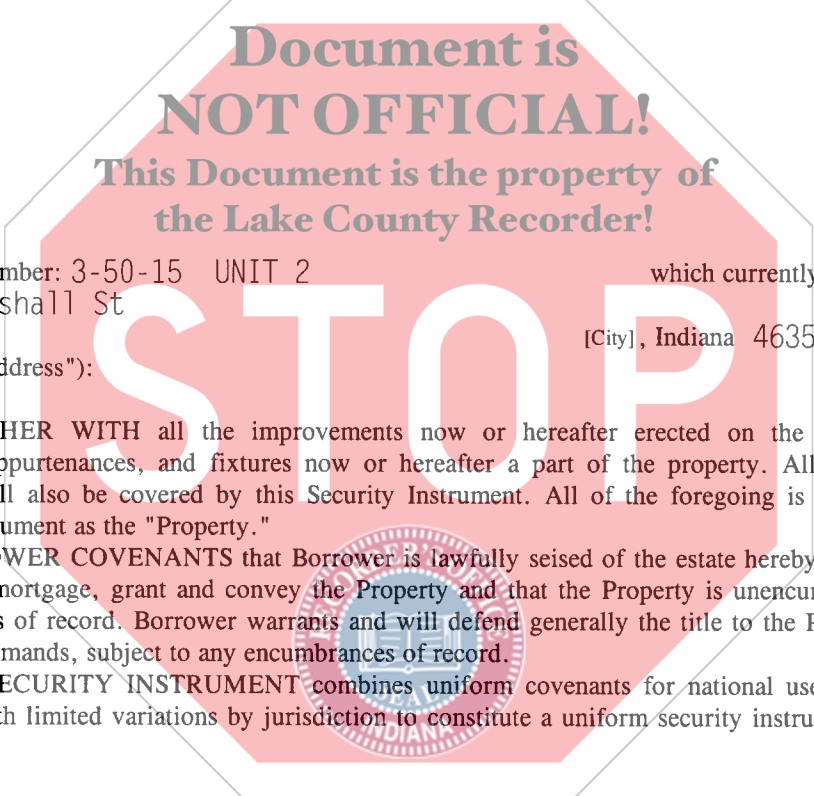 Document is
NOT OFFICIAL!
This Document is the property of
the Lake County Recorder!
mber: 3-50-15 UNIT 2 which currently
shall St
[City], Indiana 4635
ddress"):
STOP
HER WITH all the improvements now or hereafter erected on the
ppurtenances, and fixtures now or hereafter a part of the property. All
ll also be covered by this Security Instrument. All of the foregoing is
ument as the "Property."
OWER COVENANTS that Borrower is lawfully seised of the estate hereby
mortgage, grant and convey the Property and that the Property is unencum
s of record. Borrower warrants and will defend generally the title to the P
mands, subject to any encumbrances of record.
ECURITY INSTRUMENT combines uniform covenants for national use
th limited variations by jurisdiction to constitute a uniform security instru
RECORDER'S OFFICE
SEAL
INDIANA